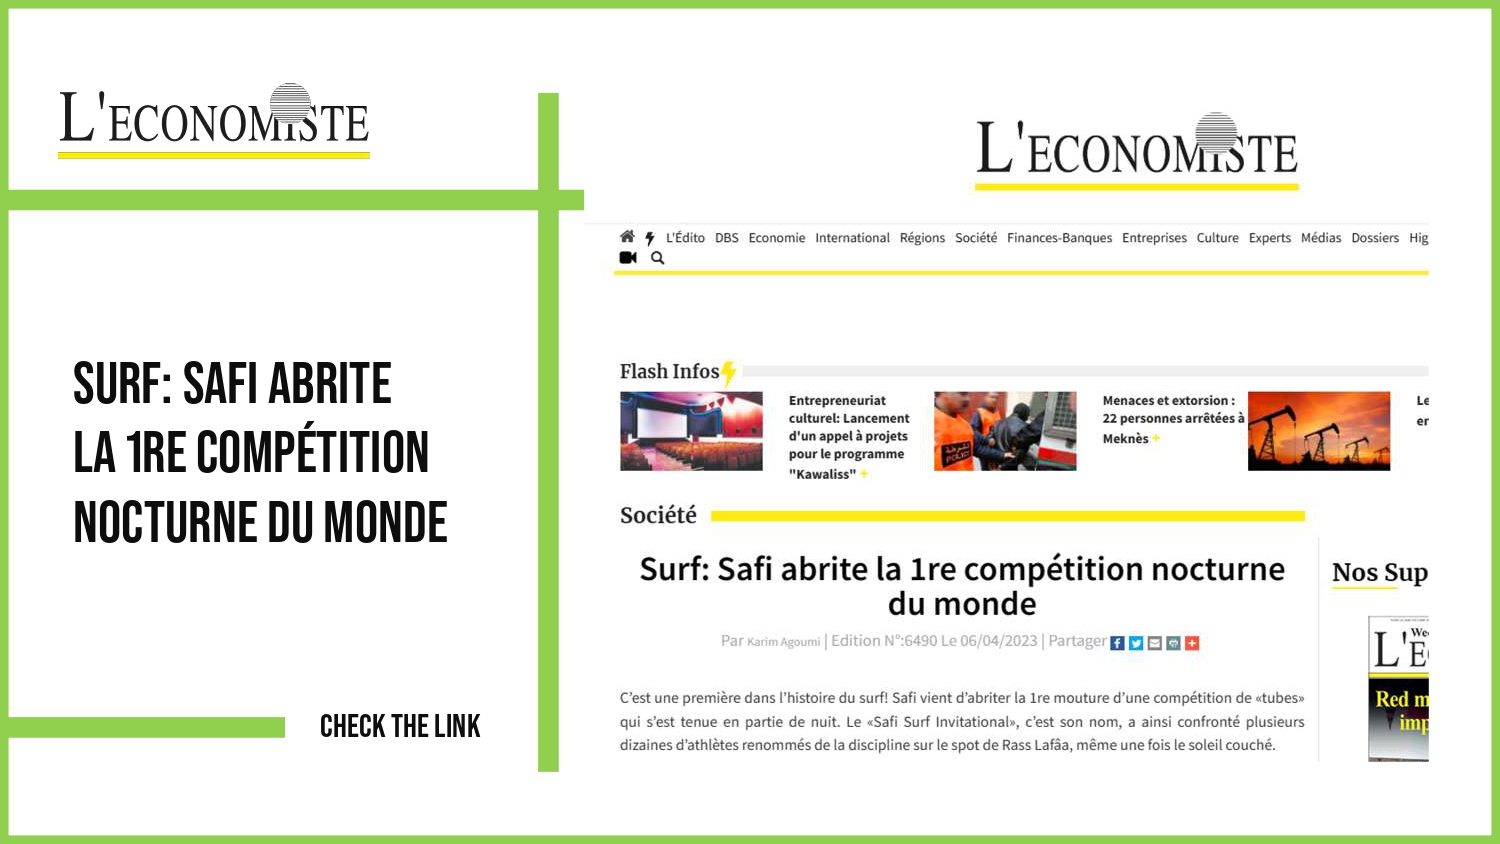 L'ECONOMISTE
SURF: SAFI ABRITE
LA 1RE COMPÉTITION
NOCTURNE DU MONDE
CHECK THE LINK
L'ECONOMISTE
L'Édito DBS Economie International Régions Société Finances-Banques Entreprises Culture Experts Médias Dossiers Hig
Flash Infos
Entrepreneuriat
culturel: Lancement
d'un appel à projets
pour le programme
"Kawaliss" +
Menaces et extorsion :
22 personnes arrêtées à
Meknès +
Le
er
Société
Surf: Safi abrite la 1re compétition nocturne
du monde
Par Karim Agoumi | Edition N°:6490 Le 06/04/2023 | Partager
C'est une première dans l'histoire du surf! Safi vient d'abriter la 1re mouture d'une compétition de «tubes»
qui s'est tenue en partie de nuit. Le «Safi Surf Invitational», c'est son nom, a ainsi confronté plusieurs
dizaines d'athlètes renommés de la discipline sur le spot de Rass Lafâa, même une fois le soleil couché.
Nos Sup
We
L'E
Red m
imp